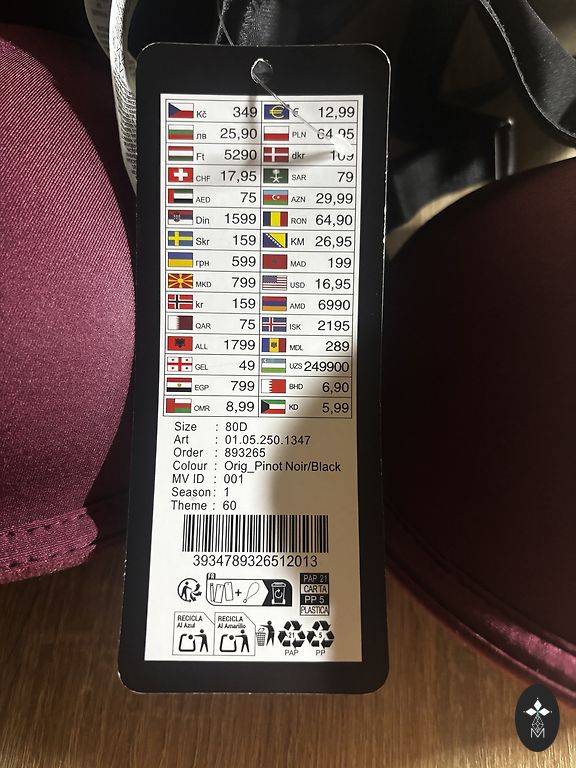 Kč 349 € 12,99
лв 25,90 PLN 64,95
Ft 5290 dkr 109
CHF 17,95 SAR 79
AED 75 AZN 29,99
Din 1599 RON 64,90
Skr 159 KM 26,95
грн 599 MAD 199
MKD 799 USD 16,95
kr 159 AMD 6990
QAR 75 ISK 2195
ALL 1799 MDL 289
GEL 49 UZS 249900
EGP 799 BHD 6,90
OMR 8,99 KD 5,99
Size : 80D
Art : 01.05.250.1347
Order : 893265
Colour : Orig_Pinot Noir/Black
MV ID : 001
Season : 1
Theme : 60
3934789326512013
FR
+
PAP 21
CARTA
PP 5
PLASTICA
RECICLA
Al Azul
RECICLA
Al Amarillo
21
PAP
5
PP
M